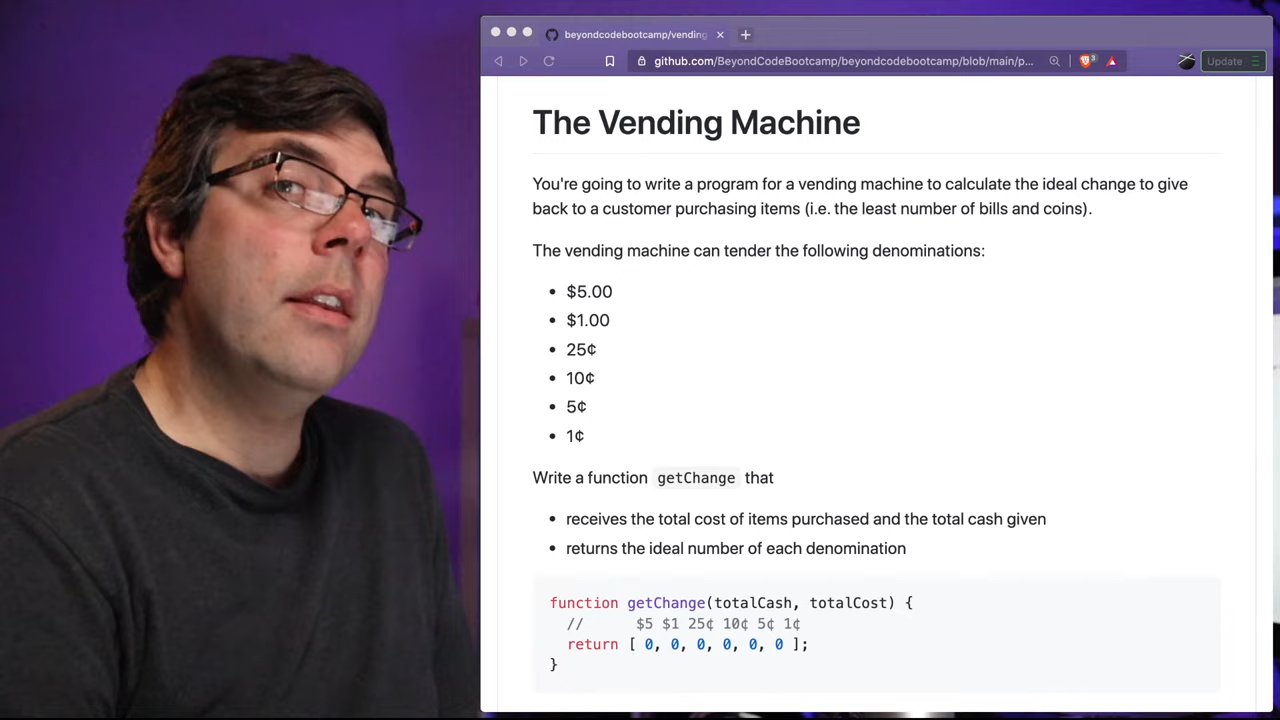 beyondcodebootcamp/vending
github.com/BeyondCodeBootcamp/beyondcodebootcamp/blob/main/p...
3
Update
The Vending Machine
You're going to write a program for a vending machine to calculate the ideal change to give
back to a customer purchasing items (i.e. the least number of bills and coins).
The vending machine can tender the following denominations:
• $5.00
• $1.00
• 25¢
• 10¢
• 5¢
• 1¢
Write a function getChange that
• receives the total cost of items purchased and the total cash given
• returns the ideal number of each denomination
function getChange(totalCash, totalCost) {
// $5 $1 25¢ 10¢ 5¢ 1¢
return [ 0, 0, 0, 0, 0, 0 ];
}